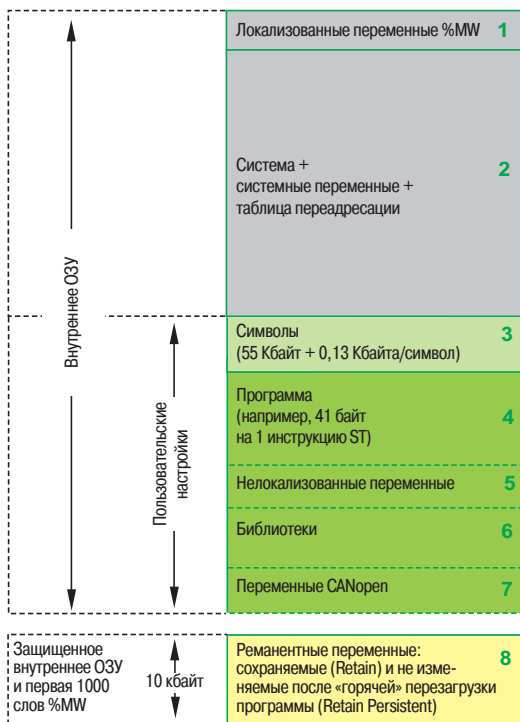 Локализованные переменные %MW 1
Система +
системные переменные +
таблица переадресации
2
Внутреннее ОЗУ
Пользовательские
настройки
Символы
(55 Кбайт + 0,13 Кбайта/символ)
3
Программа
(например, 41 байт
на 1 инструкцию ST)
4
Нелокализованные переменные 5
Библиотеки 6
Переменные CANopen 7
Защищенное
внутреннее ОЗУ
и первая 1000
слов %MW
10 кбайт
Реманентные переменные:
сохраняемые (Retain) и не изме-
няемые после «горячей» перезагрузки
программы (Retain Persistent)
8